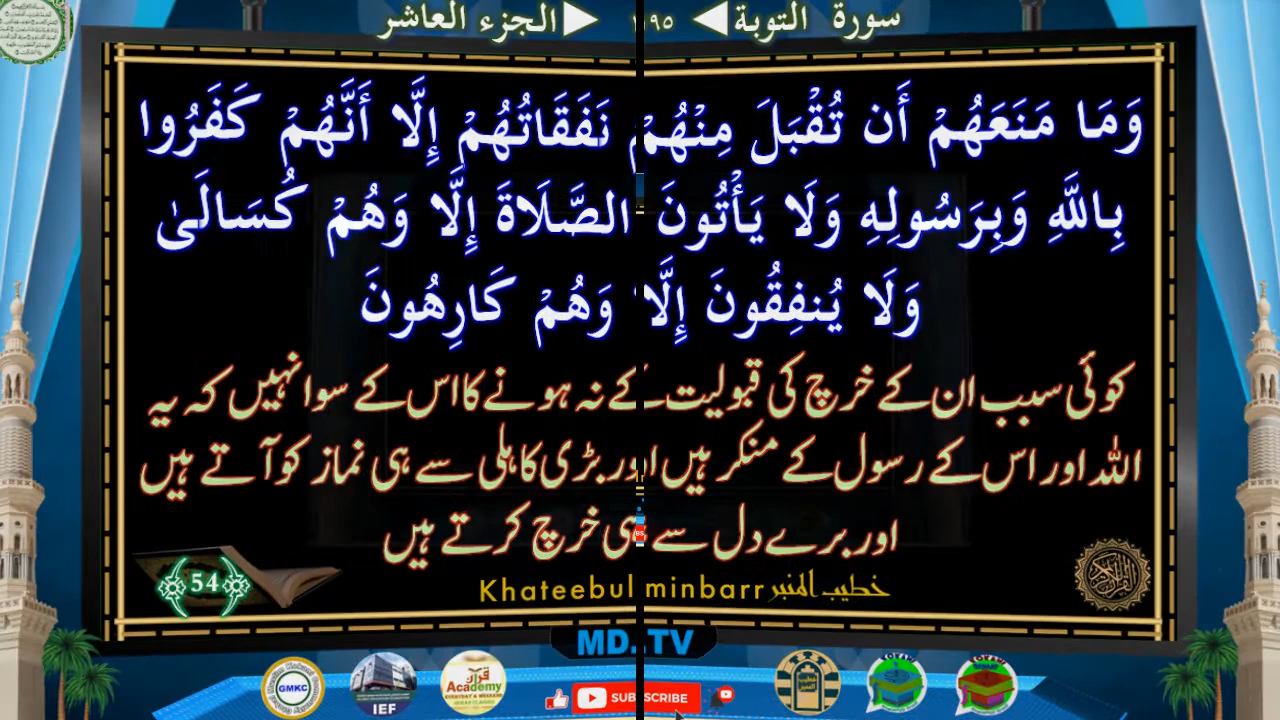 سورة التوبة ◀ ١٩٥ ▶ الجزء العاشر
وَمَا مَنَعَهُمْ أَن تُقْبَلَ مِنْهُمْ نَفَقَاتُهُمْ إِلَّا أَنَّهُمْ كَفَرُوا
بِاللَّهِ وَبِرَسُولِهِ وَلَا يَأْتُونَ الصَّلَاةَ إِلَّا وَهُمْ كُسَالَىٰ
وَلَا يُنفِقُونَ إِلَّا وَهُمْ كَارِهُونَ
کوئی سبب ان کے خرچ کی قبولیت کے نہ ہونے کا اس کے سوا نہیں کہ یہ
اللہ اور اس کے رسول کے منکر ہیں اور بڑی کاہلی سے ہی نماز کو آتے ہیں
اور برے دل سے ہی خرچ کرتے ہیں
54
Khateebul minbarr خطيب المنبر
MD.TV
GMKC
IEF
قرآن Academy
SUBSCRIBE